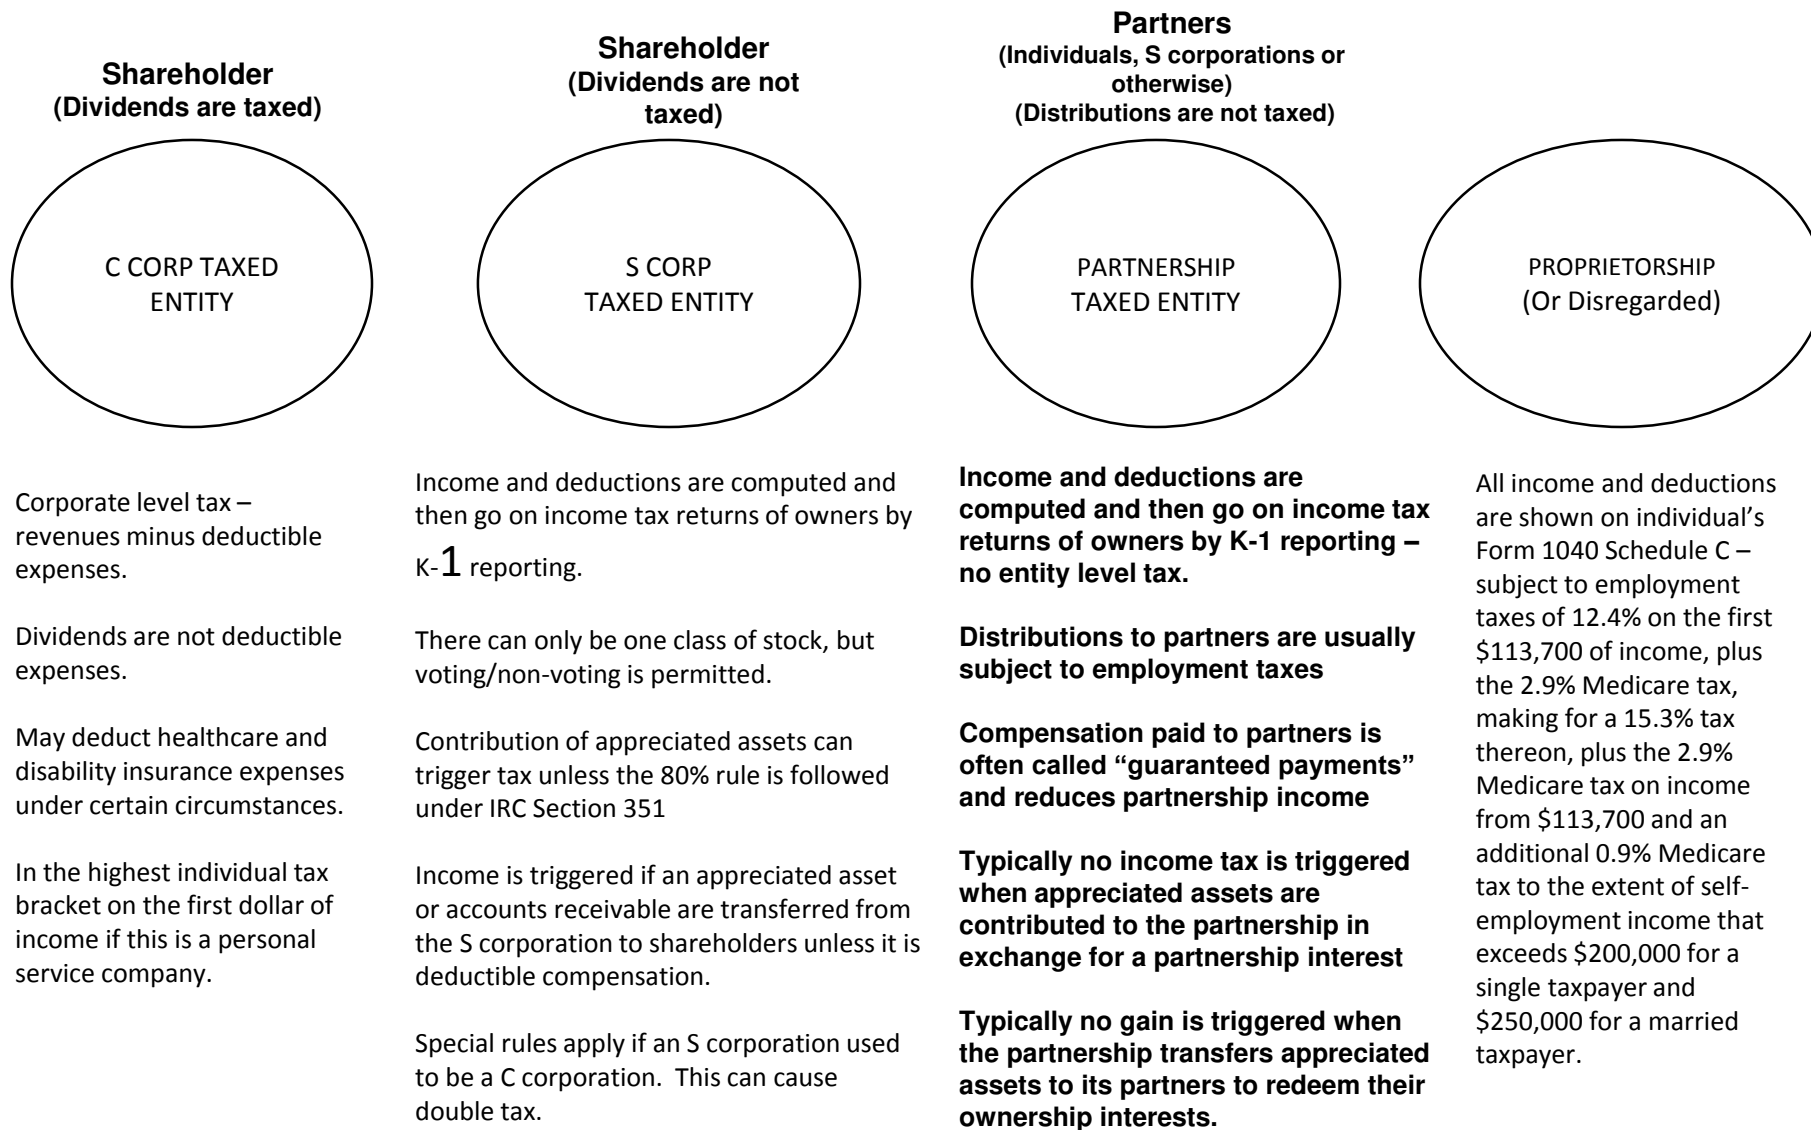 Shareholder
(Dividends are taxed)
C CORP TAXED
ENTITY
Corporate level tax –
revenues minus deductible
expenses.
Dividends are not deductible
expenses.
May deduct healthcare and
disability insurance expenses
under certain circumstances.
In the highest individual tax
bracket on the first dollar of
income if this is a personal
service company.
Shareholder
(Dividends are not
taxed)
S CORP
TAXED ENTITY
Income and deductions are computed and
then go on income tax returns of owners by
K-1 reporting.
There can only be one class of stock, but
voting/non-voting is permitted.
Contribution of appreciated assets can
trigger tax unless the 80% rule is followed
under IRC Section 351
Income is triggered if an appreciated asset
or accounts receivable are transferred from
the S corporation to shareholders unless it is
deductible compensation.
Special rules apply if an S corporation used
to be a C corporation.  This can cause
double tax.
Partners
(Individuals, S corporations or
otherwise)
(Distributions are not taxed)
PARTNERSHIP
TAXED ENTITY
Income and deductions are
computed and then go on income tax
returns of owners by K-1 reporting –
no entity level tax.
Distributions to partners are usually
subject to employment taxes
Compensation paid to partners is
often called “guaranteed payments”
and reduces partnership income
Typically no income tax is triggered
when appreciated assets are
contributed to the partnership in
exchange for a partnership interest
Typically no gain is triggered when
the partnership transfers appreciated
assets to its partners to redeem their
ownership interests.
PROPRIETORSHIP
(Or Disregarded)
All income and deductions
are shown on individual’s
Form 1040 Schedule C –
subject to employment
taxes of 12.4% on the first
$113,700 of income, plus
the 2.9% Medicare tax,
making for a 15.3% tax
thereon, plus the 2.9%
Medicare tax on income
from $113,700 and an
additional 0.9% Medicare
tax to the extent of self-
employment income that
exceeds $200,000 for a
single taxpayer and
$250,000 for a married
taxpayer.